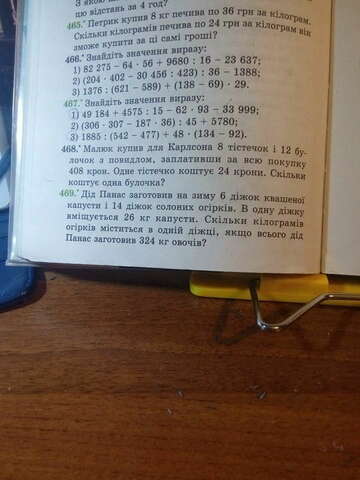 цю відстань за 4 год?
465.° Петрик купив 8 кг печива по 36 грн за кілограм.
Скільки кілограмів печива по 24 грн за кілограм він
зможе купити за ці самі гроші?
466.° Знайдіть значення виразу:
1) 82 275 – 64 · 56 + 9680 : 16 – 23 637;
2) (204 · 402 – 30 456 : 423) : 36 – 1388;
3) 1376 : (621 – 589) + (138 – 69) · 29.
467.° Знайдіть значення виразу:
1) 49 184 + 4575 : 15 – 62 · 93 – 33 999;
2) (306 · 307 – 187 · 36) : 45 + 5780;
3) 1885 : (542 – 477) + 48 · (134 – 92).
468.° Малюк купив для Карлсона 8 тістечок і 12 бу-
лочок з повидлом, заплативши за всю покупку
408 крон. Одне тістечко коштує 24 крони. Скільки
коштує одна булочка?
469.° Дід Панас заготовив на зиму 6 діжок квашеної
капусти і 14 діжок солоних огірків. В одну діжку
вміщується 26 кг капусти. Скільки кілограмів
огірків міститься в одній діжці, якщо всього дід
Панас заготовив 324 кг овочів?